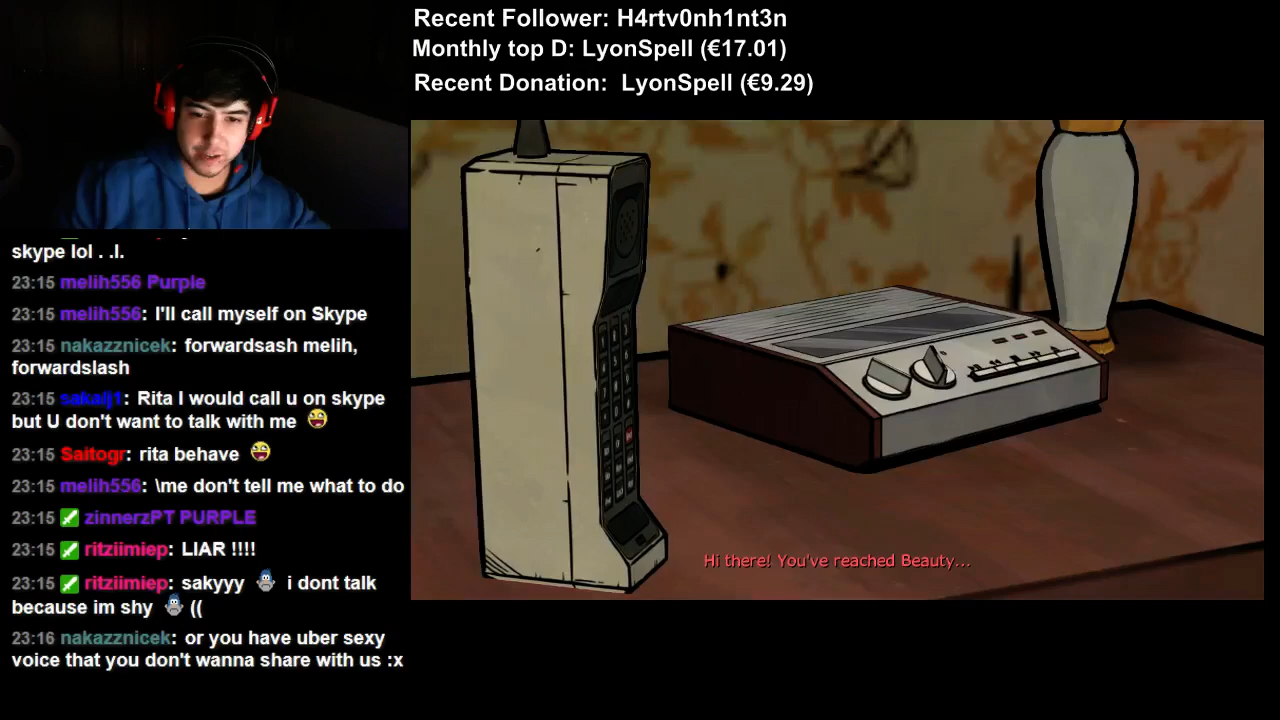 Recent Follower: H4rtv0nh1nt3n
Monthly top D: LyonSpell (€17.01)
Recent Donation: LyonSpell (€9.29)
skype lol . .l.
23:15 melih556 Purple
23:15 melih556: I'll call myself on Skype
23:15 nakazznicek: forwardsash melih,
forwardslash
23:15 sakalj1: Rita I would call u on skype
but U don't want to talk with me
23:15 Saitogr: rita behave
23:15 melih556: \me don't tell me what to do
23:15 zinnerzPT PURPLE
23:15 ritziimiep: LIAR !!!!
23:15 ritziimiep: sakyyy i dont talk
because im shy ((
23:16 nakazznicek: or you have uber sexy
voice that you don't wanna share with us :x
Hi there! You've reached Beauty...